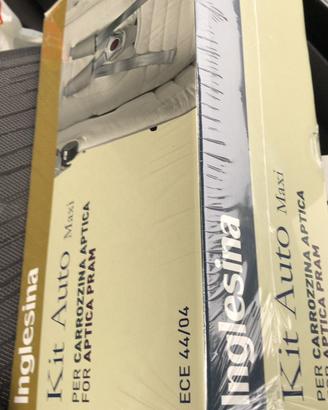 Inglesina
Kit Auto Maxi
PER CARROZZINA APTICA
FOR APTICA PRAM
ECE 44/04
Inglesina
Kit Auto Maxi
PER CARROZZINA APTICA
FOR APTICA PRAM